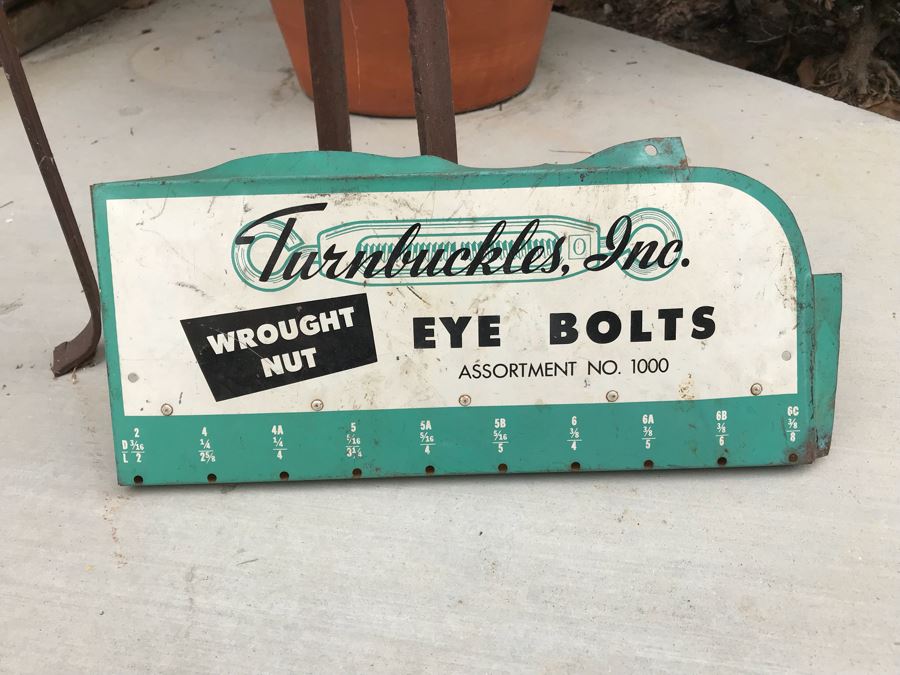 Turnbuckles, Inc.
WROUGHT
NUT
EYE BOLTS
ASSORTMENT NO. 1000
2 4 4A 5 5A 5B 6 6A 6B 6C
D 3/16 1/4 1/4 5/16 5/16 5/16 3/8 3/8 3/8 3/8
L 2 2 5/8 4 3 1/4 4 5 4 5 6 8